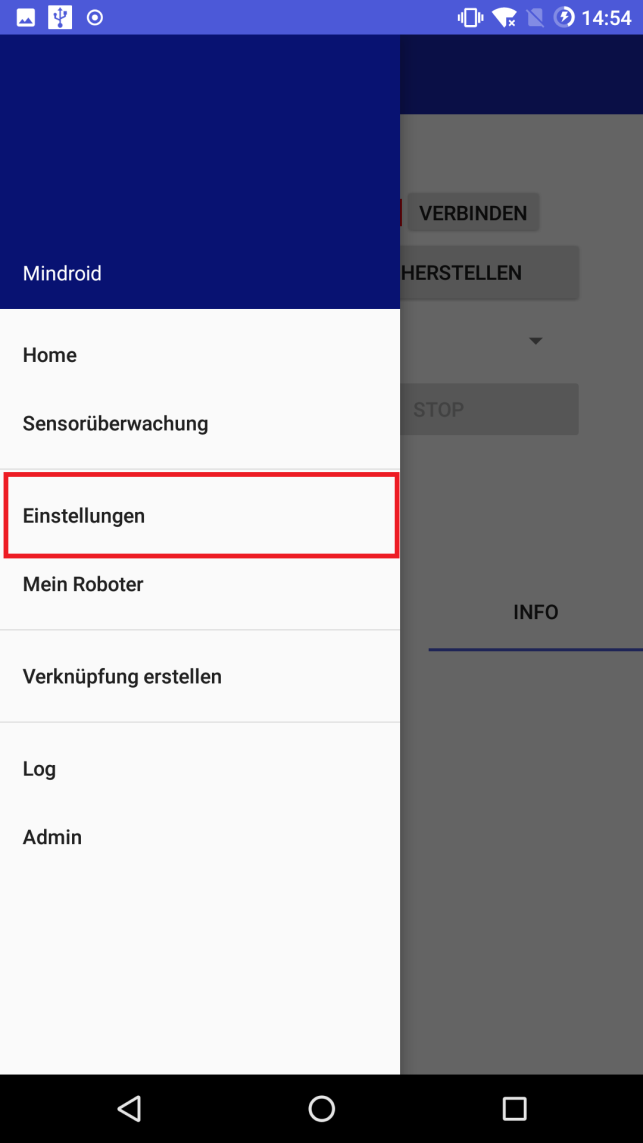 14:54
Mindroid
VERBINDEN
HERSTELLEN
STOP
INFO
Home
Sensorüberwachung
Einstellungen
Mein Roboter
Verknüpfung erstellen
Log
Admin